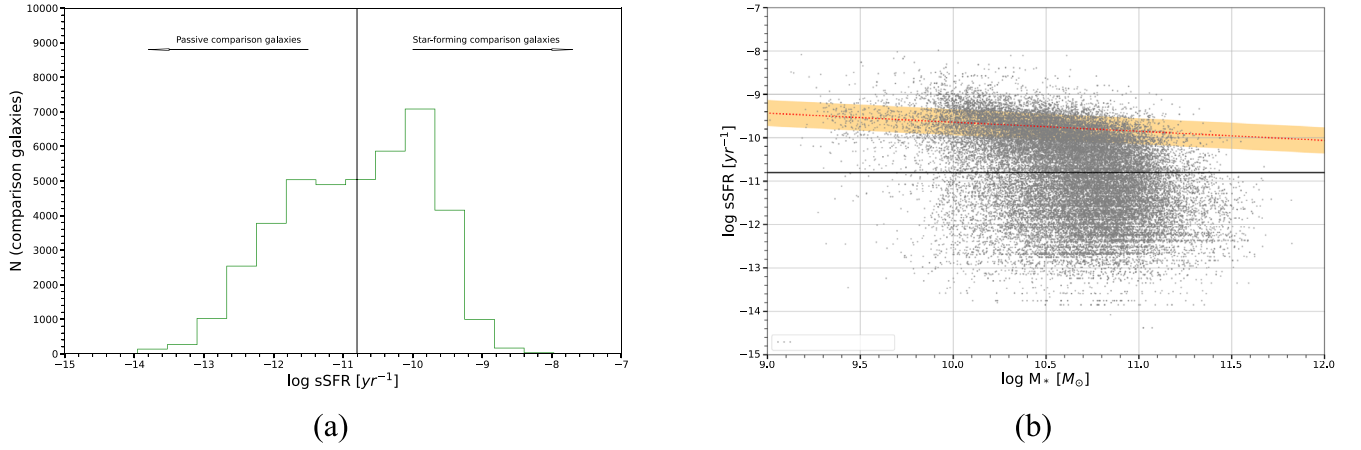 10000
9000
8000
7000
6000
5000
4000
3000
2000
1000
0
N (comparison galaxies)
Passive comparison galaxies
Star-forming comparison galaxies
−15 −14 −13 −12 −11 −10 −9 −8 −7
log sSFR [yr⁻¹]
(a)
−7
−8
−9
−10
−11
−12
−13
−14
−15
log sSFR [yr⁻¹]
9.0 9.5 10.0 10.5 11.0 11.5 12.0
log M* [M⊙]
(b)